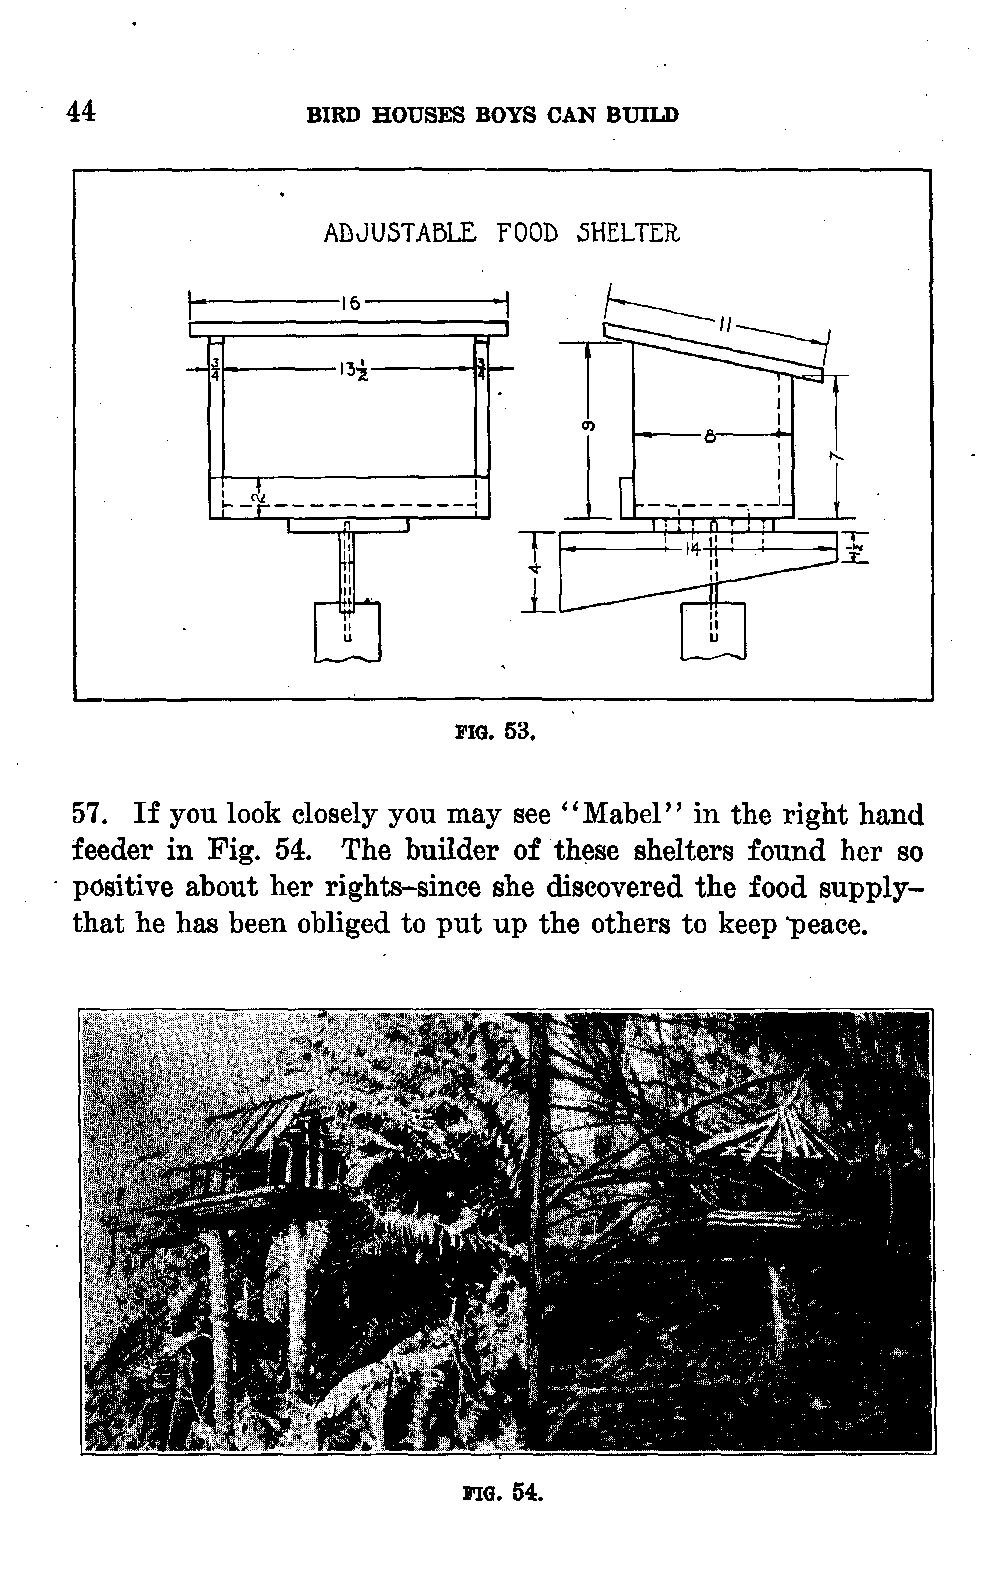 44 BIRD HOUSES BOYS CAN BUILD
ADJUSTABLE FOOD SHELTER
16
11
3/4 13 1/2 3/4
9
8
7
2
14
4
1 1/2
FIG. 53.
57. If you look closely you may see "Mabel" in the right hand
feeder in Fig. 54. The builder of these shelters found her so
positive about her rights–since she discovered the food supply–
that he has been obliged to put up the others to keep peace.
FIG. 54.